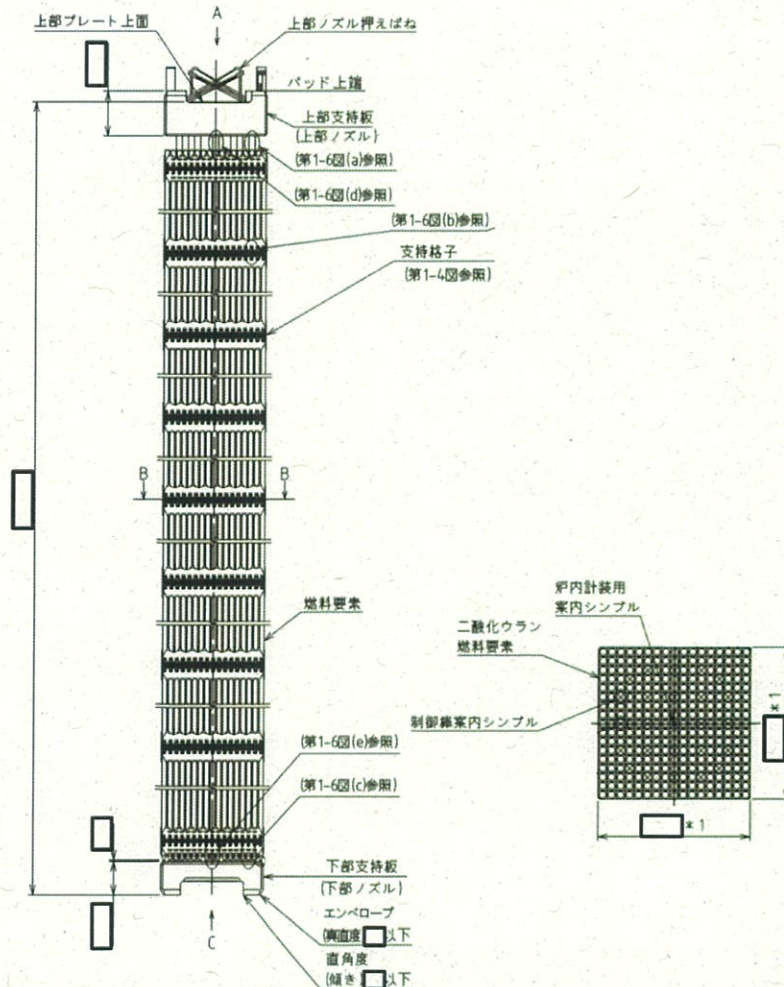 A
上部プレート上面
上部ノズル押えばね
パッド上端
上部支持板
(上部ノズル)
(第1-6図(a)参照)
(第1-6図(d)参照)
(第1-6図(b)参照)
支持格子
(第1-4図参照)
B
B
燃料要素
炉内計装用
案内シンブル
二酸化ウラン
燃料要素
制御棒案内シンブル
*1
*1
(第1-6図(e)参照)
(第1-6図(c)参照)
下部支持板
(下部ノズル)
エンベロープ
(真直度 以下
直角度
(傾き 以下
C